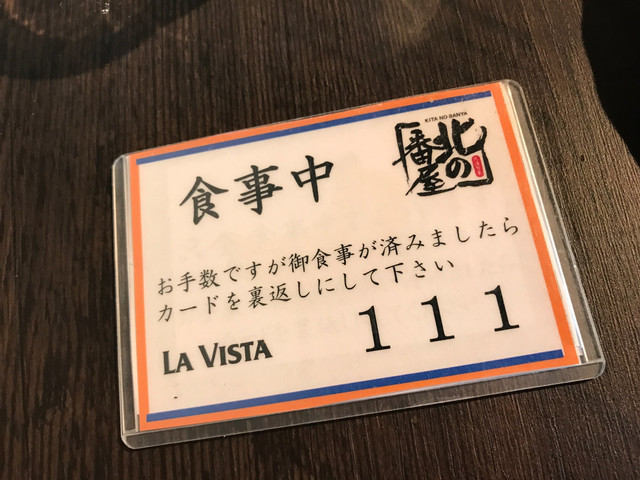 KITA NO BANYA
北の
番屋
食事中
お手数ですが御食事が済みましたら
カードを裏返しにして下さい
LA VISTA
111